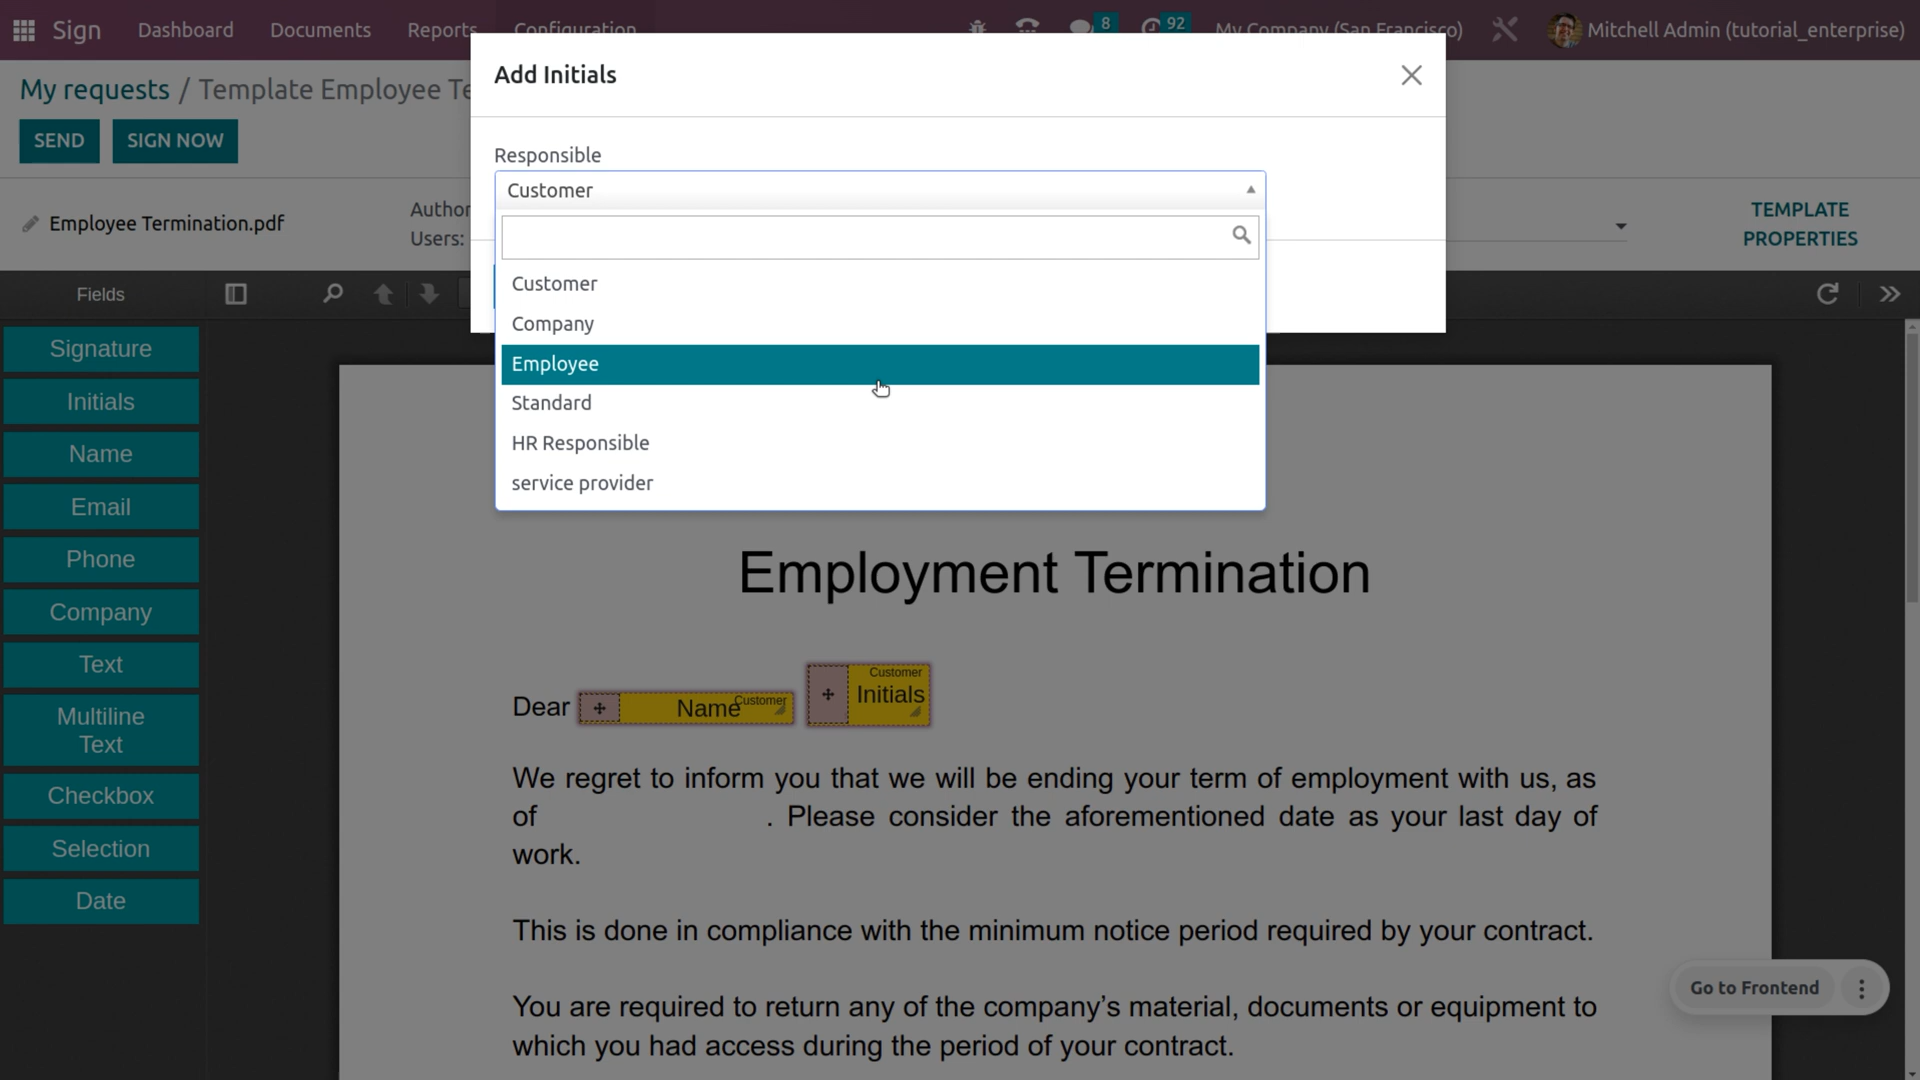 Sign Dashboard Documents Reports Configuration 8 92 My Company (San Francisco) Mitchell Admin (tutorial_enterprise)
My requests / Template Employee Te
SEND SIGN NOW
Employee Termination.pdf
Author
Users:
TEMPLATE
PROPERTIES
Add Initials
Responsible
Customer
Customer
Company
Employee
Standard
HR Responsible
service provider
Fields
Signature
Initials
Name
Email
Phone
Company
Text
Multiline
Text
Checkbox
Selection
Date
Employment Termination
Dear Name Customer Customer Initials
We regret to inform you that we will be ending your term of employment with us, as
of . Please consider the aforementioned date as your last day of
work.
This is done in compliance with the minimum notice period required by your contract.
You are required to return any of the company's material, documents or equipment to
which you had access during the period of your contract.
Go to Frontend